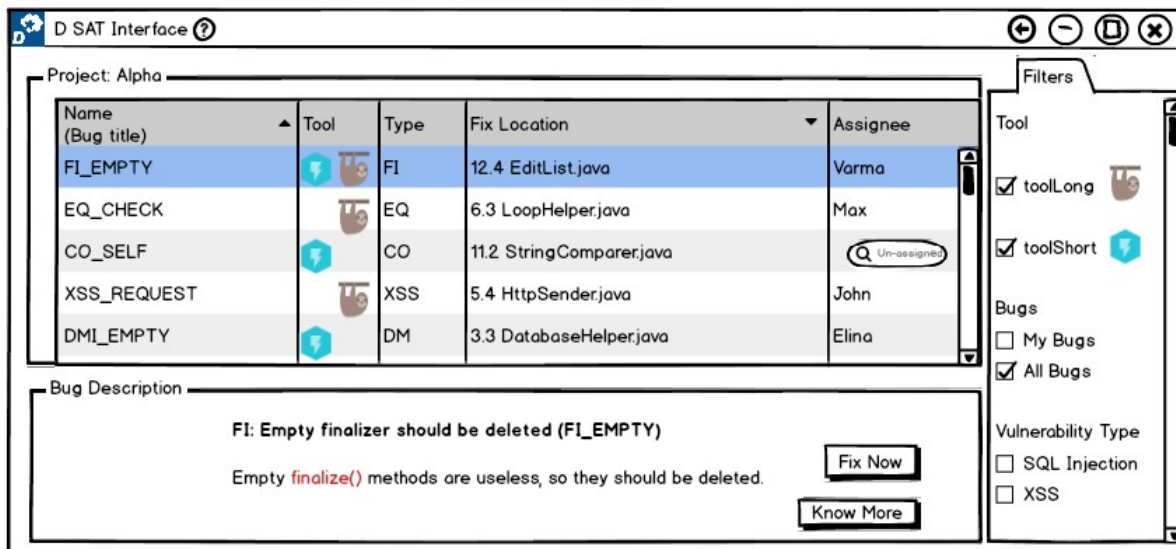 D SAT Interface ?
Project: Alpha
Name
(Bug title)
Tool
Type
Fix Location
Assignee
FI_EMPTY
FI
12.4 EditList.java
Varma
EQ_CHECK
EQ
6.3 LoopHelper.java
Max
CO_SELF
CO
11.2 StringComparer.java
Un-assigned
XSS_REQUEST
XSS
5.4 HttpSender.java
John
DMI_EMPTY
DM
3.3 DatabaseHelper.java
Elina
Bug Description
FI: Empty finalizer should be deleted (FI_EMPTY)
Empty finalize() methods are useless, so they should be deleted.
Fix Now
Know More
Filters
Tool
toolLong
toolShort
Bugs
My Bugs
All Bugs
Vulnerability Type
SQL Injection
XSS
D